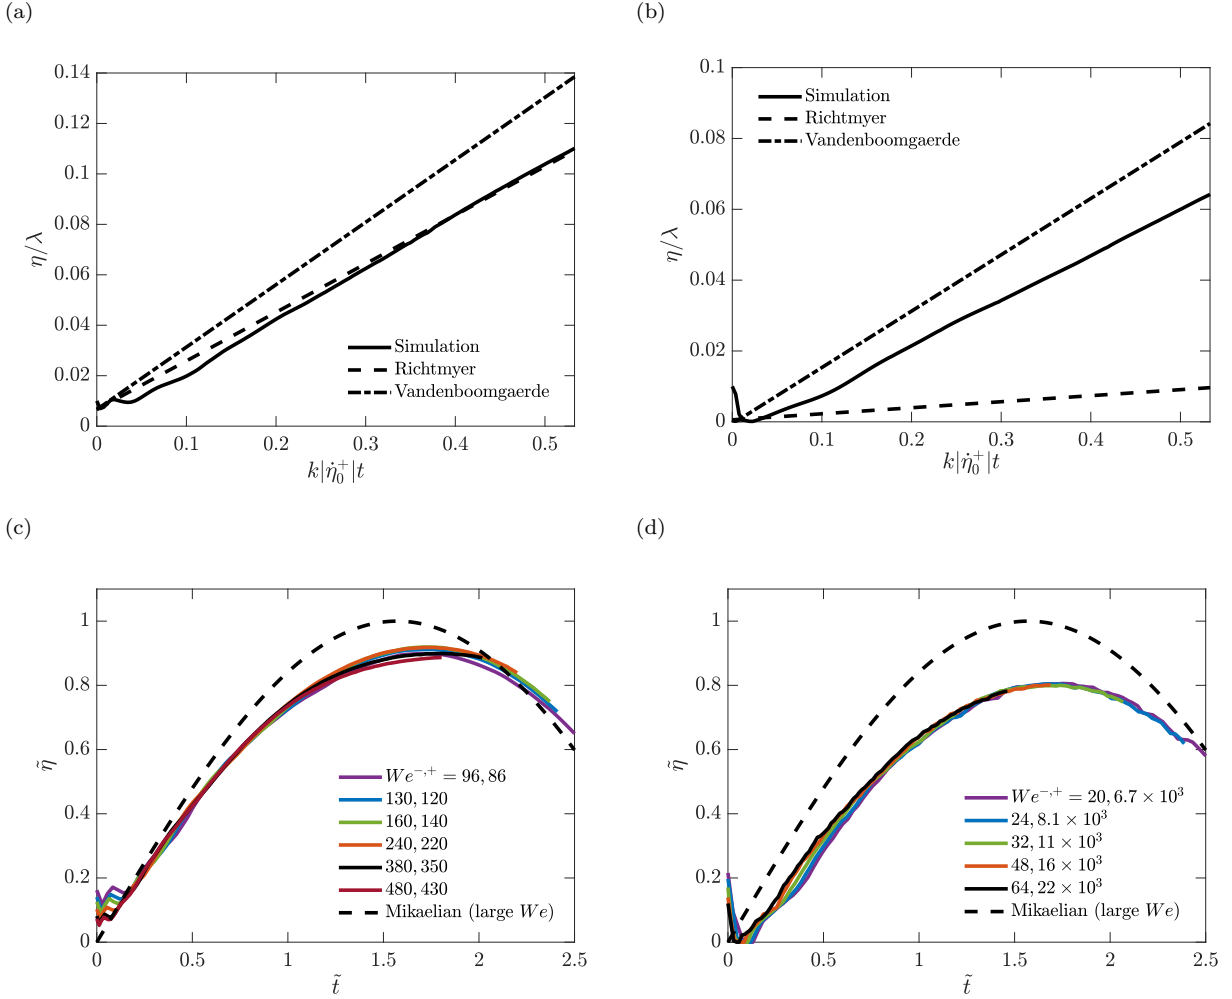 (a)
0.14
0.12
0.1
0.08
0.06
0.04
0.02
0
η/λ
Simulation
Richtmyer
Vandenboomgaerde
0 0.1 0.2 0.3 0.4 0.5
k|η̇₀⁺|t
(b)
0.1
0.08
0.06
0.04
0.02
0
η/λ
Simulation
Richtmyer
Vandenboomgaerde
0 0.1 0.2 0.3 0.4 0.5
k|η̇₀⁺|t
(c)
1
0.8
0.6
0.4
0.2
0
η̃
We⁻,⁺ = 96, 86
130, 120
160, 140
240, 220
380, 350
480, 430
Mikaelian (large We)
0 0.5 1 1.5 2 2.5
t̃
(d)
1
0.8
0.6
0.4
0.2
0
η̃
We⁻,⁺ = 20, 6.7 × 10³
24, 8.1 × 10³
32, 11 × 10³
48, 16 × 10³
64, 22 × 10³
Mikaelian (large We)
0 0.5 1 1.5 2 2.5
t̃